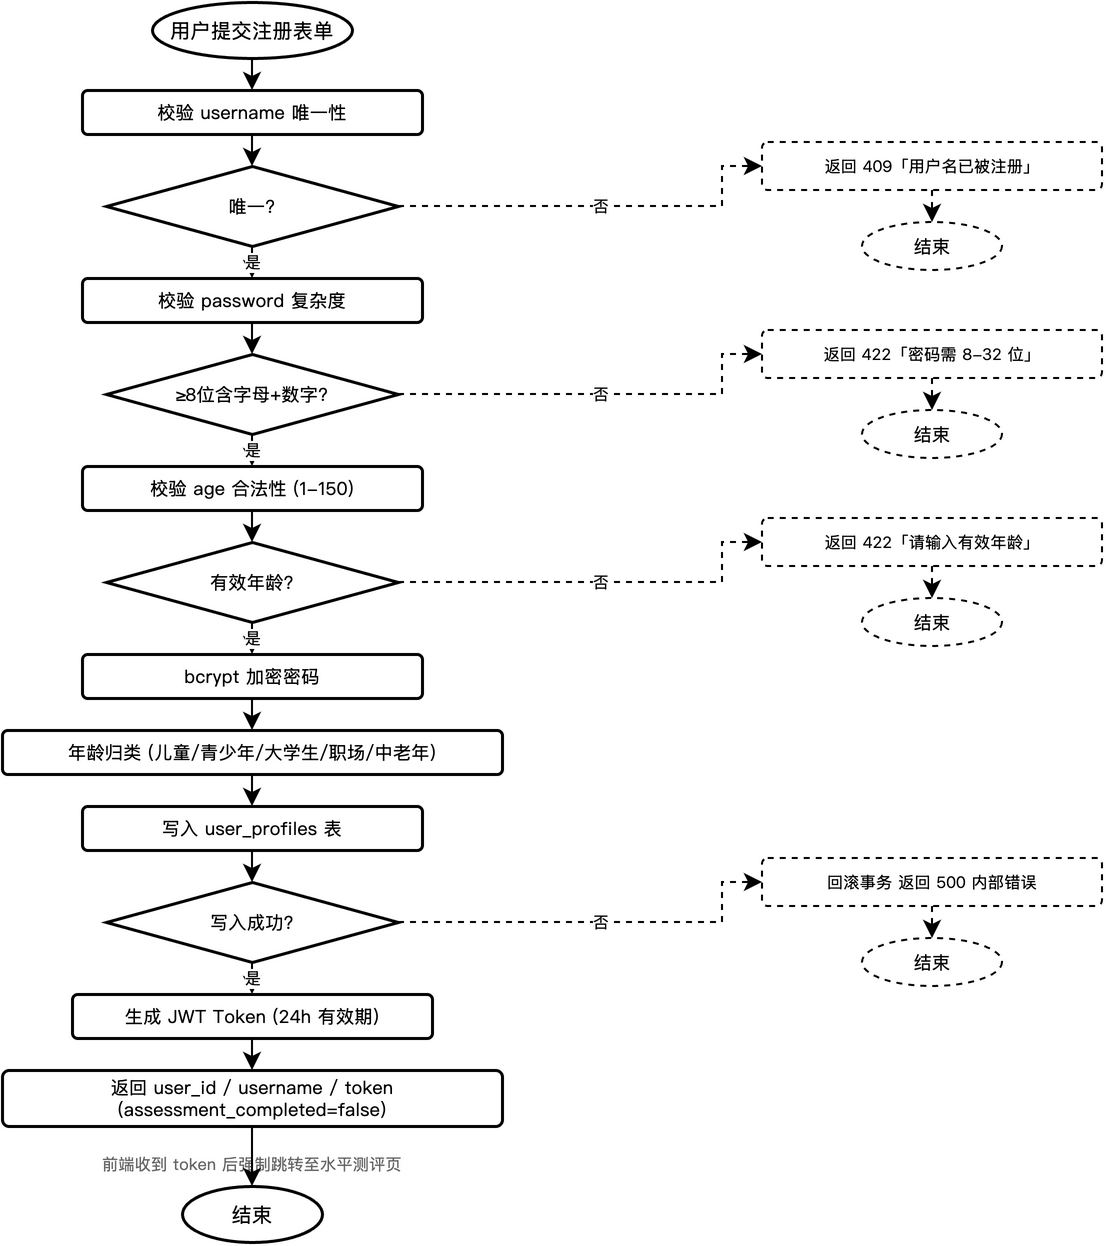 用户提交注册表单
校验 username 唯一性
唯一?
否
返回 409「用户名已被注册」
结束
是
校验 password 复杂度
≥8位含字母+数字?
否
返回 422「密码需 8–32 位」
结束
是
校验 age 合法性 (1–150)
有效年龄?
否
返回 422「请输入有效年龄」
结束
是
bcrypt 加密密码
年龄归类 (儿童/青少年/大学生/职场/中老年)
写入 user_profiles 表
写入成功?
否
回滚事务 返回 500 内部错误
结束
是
生成 JWT Token (24h 有效期)
返回 user_id / username / token
(assessment_completed=false)
前端收到 token 后强制跳转至水平测评页
结束